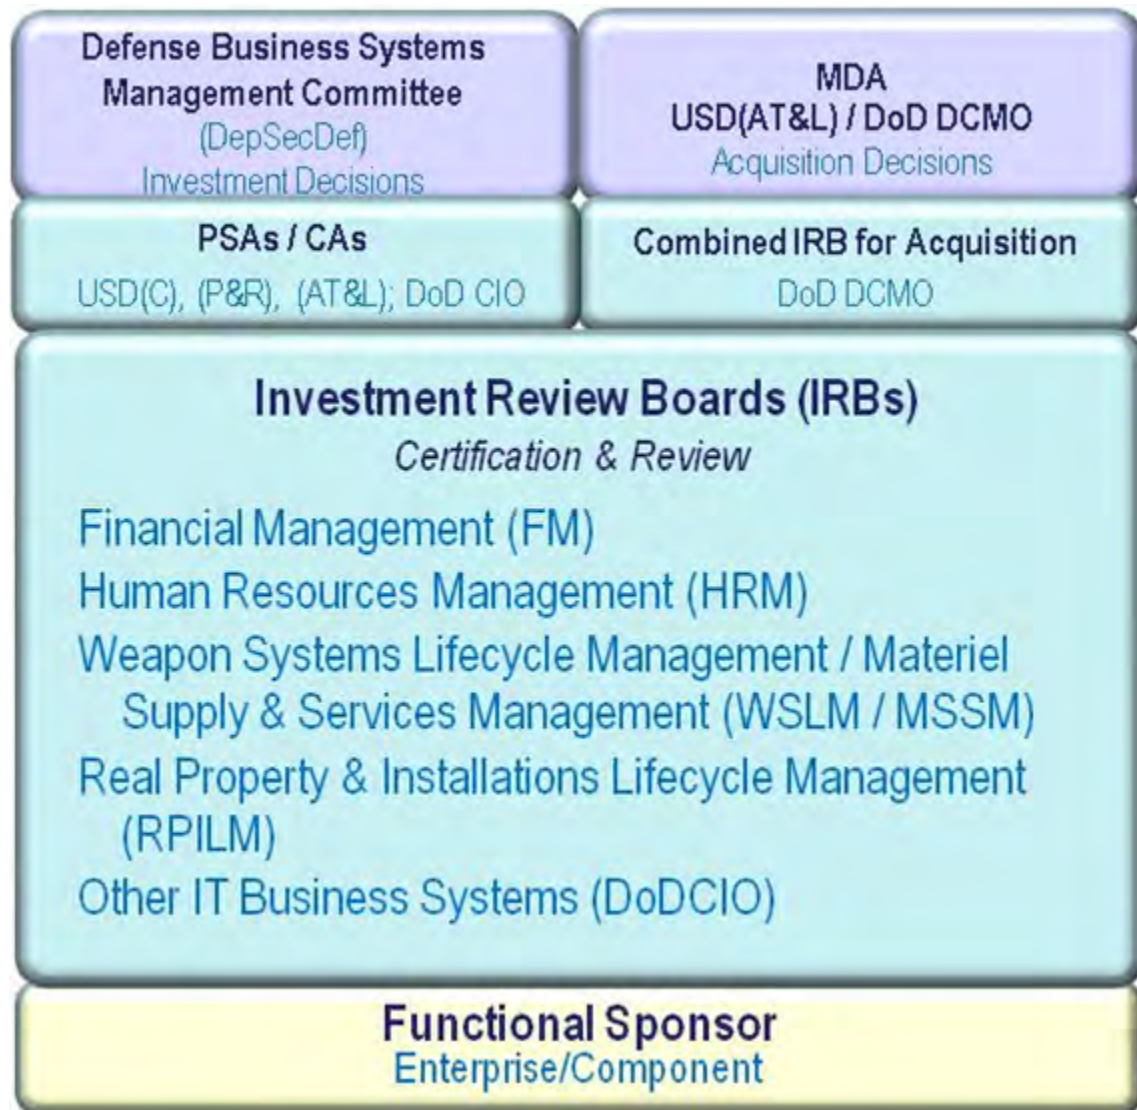 Defense Business Systems
Management Committee
(DepSecDef)
Investment Decisions
MDA
USD(AT&L) / DoD DCMO
Acquisition Decisions
PSAs / CAs
USD(C), (P&R), (AT&L); DoD CIO
Combined IRB for Acquisition
DoD DCMO
Investment Review Boards (IRBs)
Certification & Review
Financial Management (FM)
Human Resources Management (HRM)
Weapon Systems Lifecycle Management / Materiel
Supply & Services Management (WSLM / MSSM)
Real Property & Installations Lifecycle Management
(RPILM)
Other IT Business Systems (DoDCIO)
Functional Sponsor
Enterprise/Component